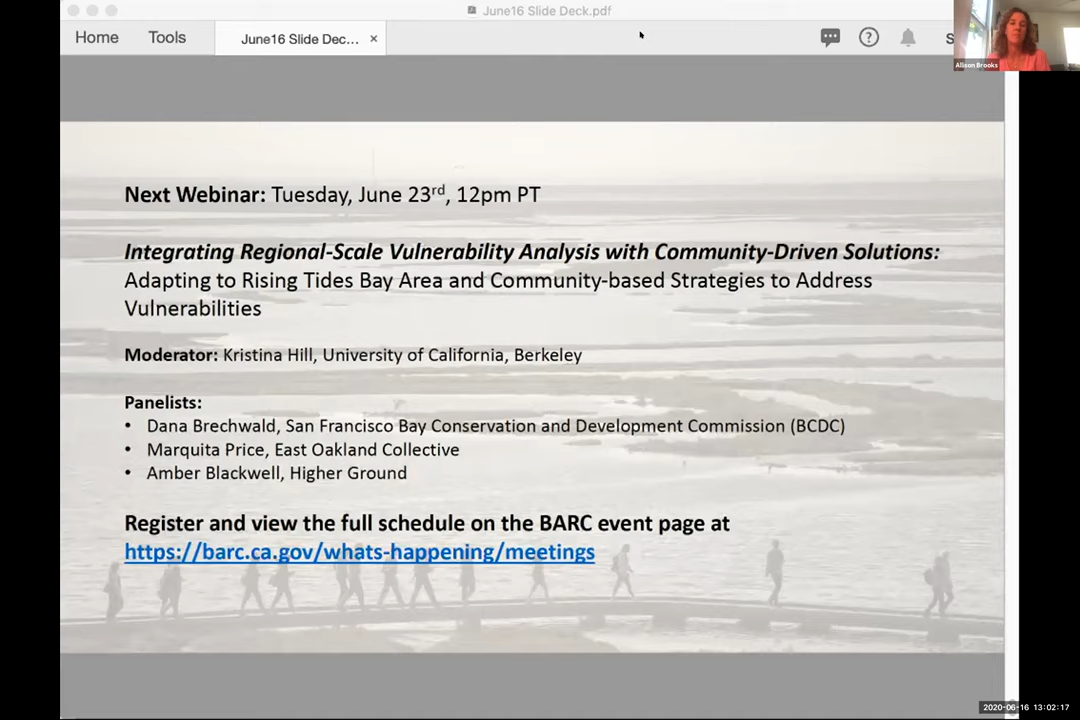 June16 Slide Deck.pdf
Home Tools June16 Slide Dec... × ? S
Allison Brooks
Next Webinar: Tuesday, June 23rd, 12pm PT
Integrating Regional-Scale Vulnerability Analysis with Community-Driven Solutions:
Adapting to Rising Tides Bay Area and Community-based Strategies to Address
Vulnerabilities
Moderator: Kristina Hill, University of California, Berkeley
Panelists:
• Dana Brechwald, San Francisco Bay Conservation and Development Commission (BCDC)
• Marquita Price, East Oakland Collective
• Amber Blackwell, Higher Ground
Register and view the full schedule on the BARC event page at
https://barc.ca.gov/whats-happening/meetings
2020-06-16 13:02:17